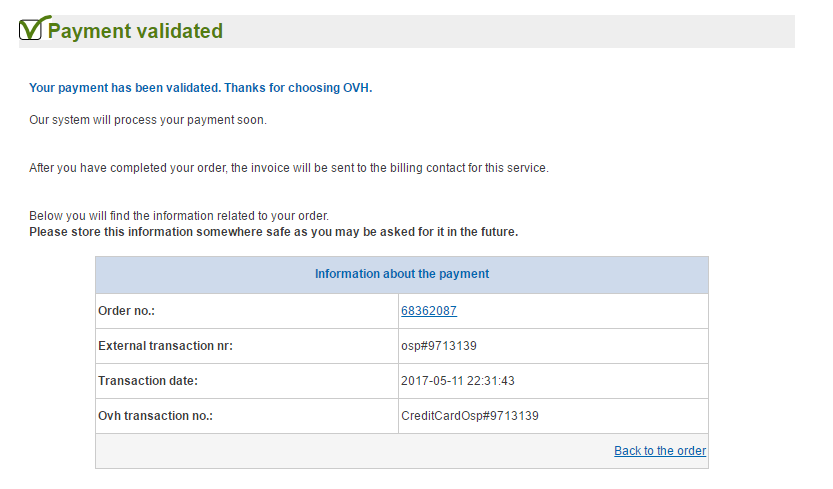 Payment validated
Your payment has been validated. Thanks for choosing OVH.
Our system will process your payment soon.
After you have completed your order, the invoice will be sent to the billing contact for this service.
Below you will find the information related to your order.
Please store this information somewhere safe as you may be asked for it in the future.
Information about the payment
Order no.: 68362087
External transaction nr: osp#9713139
Transaction date: 2017-05-11 22:31:43
Ovh transaction no.: CreditCardOsp#9713139
Back to the order